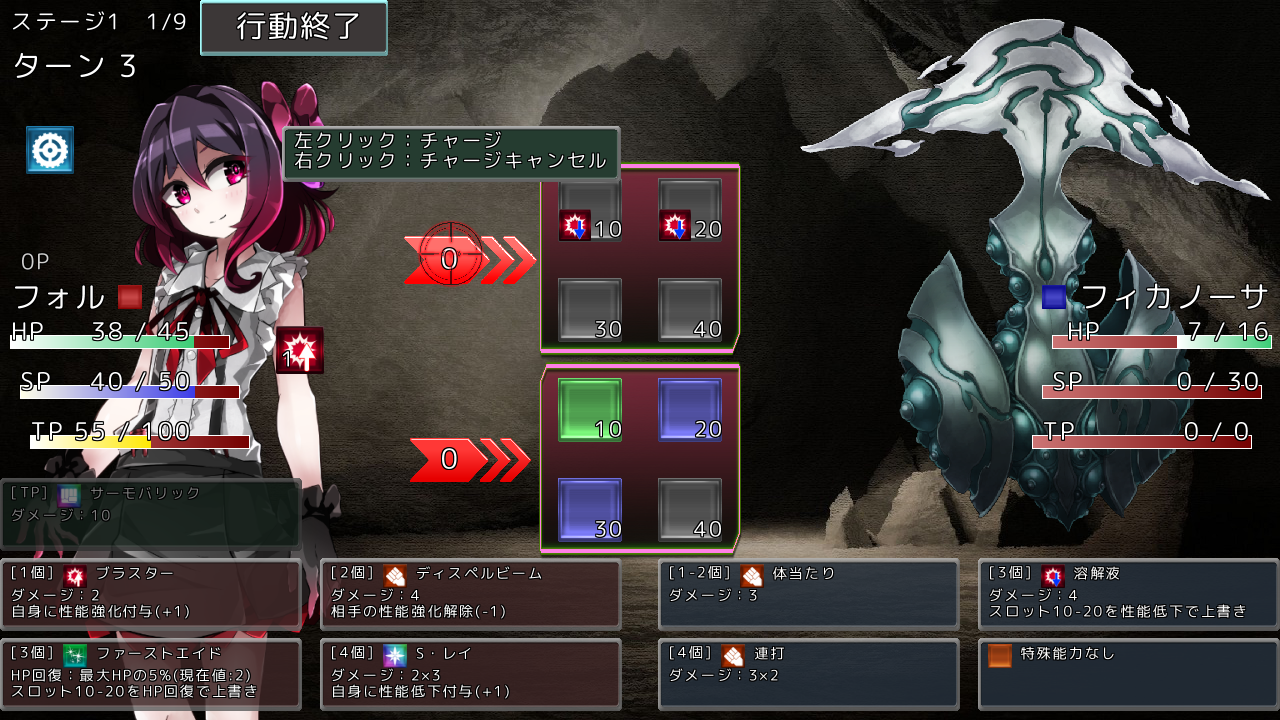 ステージ1 1/9
行動終了
ターン 3
左クリック：チャージ
右クリック：チャージキャンセル
10
20
0
30
40
OP
フォル
HP 38 / 45
1
SP 40 / 50
TP 55 / 100
フィカノーサ
HP 7 / 16
SP 0 / 30
TP 0 / 0
10
20
0
30
40
[TP] サーモバリック
ダメージ：10
[1個] ブラスター
ダメージ：2
自身に性能強化付与(+1)
[2個] ディスペルビーム
ダメージ：4
相手の性能強化解除(-1)
[1-2個] 体当たり
ダメージ：3
[3個] 溶解液
ダメージ：4
スロット10-20を性能低下で上書き
[3個] ファーストエイド
HP回復：最大HPの5%(現在値:2)
スロット10-20をHP回復で上書き
[4個] S・レイ
ダメージ：2×3
自身に性能低下付与(+1)
[4個] 連打
ダメージ：3×2
特殊能力なし